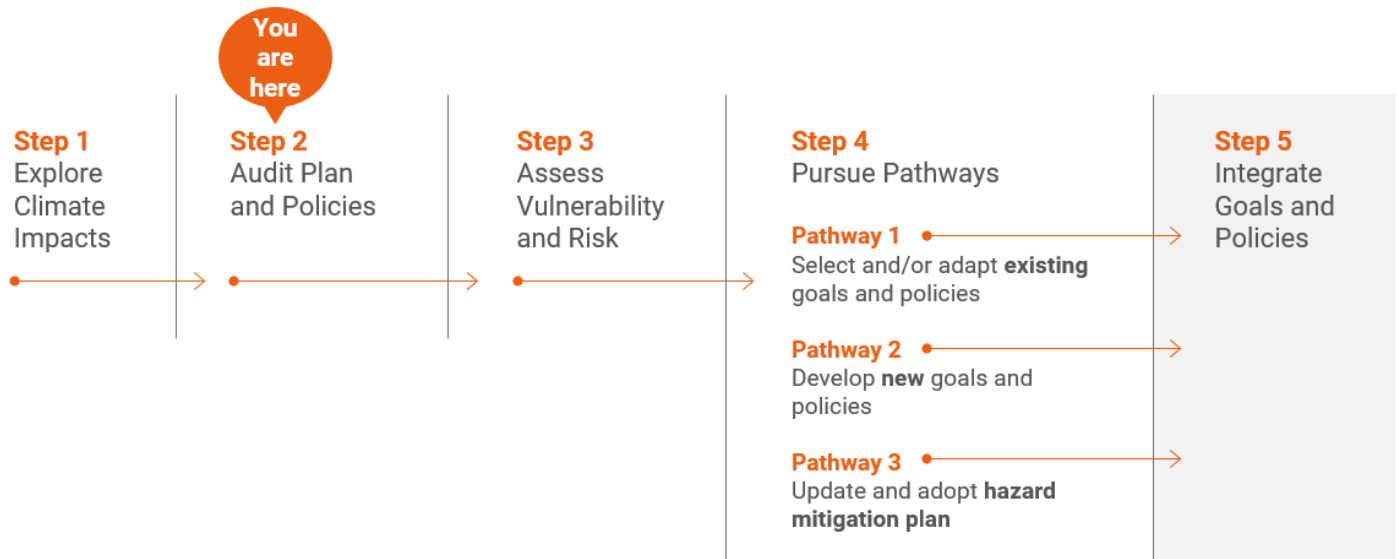 You
are
here
Step 1
Explore
Climate
Impacts
Step 2
Audit Plan
and Policies
Step 3
Assess
Vulnerability
and Risk
Step 4
Pursue Pathways
Pathway 1
Select and/or adapt existing
goals and policies
Pathway 2
Develop new goals and
policies
Pathway 3
Update and adopt hazard
mitigation plan
Step 5
Integrate
Goals and
Policies